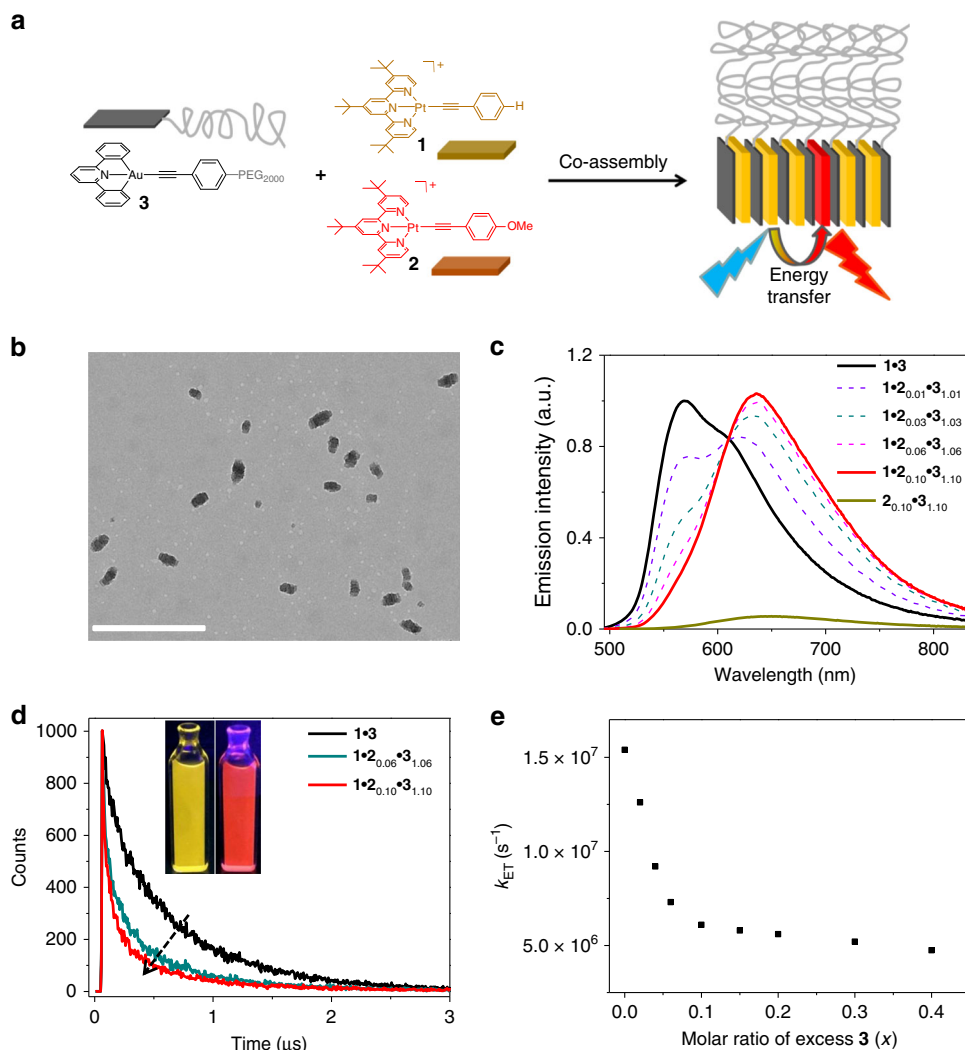 a
]+
N
N
Pt
N
H
1
N
Au
PEG2000
3
+
Co-assembly
]+
N
N
Pt
N
OMe
2
Energy
transfer
b
c
1.2
0.8
0.4
0.0
Emission intensity (a.u.)
500 600 700 800
Wavelength (nm)
1•3
1•20.01•31.01
1•20.03•31.03
1•20.06•31.06
1•20.10•31.10
20.10•31.10
d
1000
800
600
400
200
0
Counts
0 1 2 3
Time (μs)
1•3
1•20.06•31.06
1•20.10•31.10
e
1.5 × 10⁷
1.0 × 10⁷
5.0 × 10⁶
kET (s⁻¹)
0.0 0.1 0.2 0.3 0.4
Molar ratio of excess 3 (x)